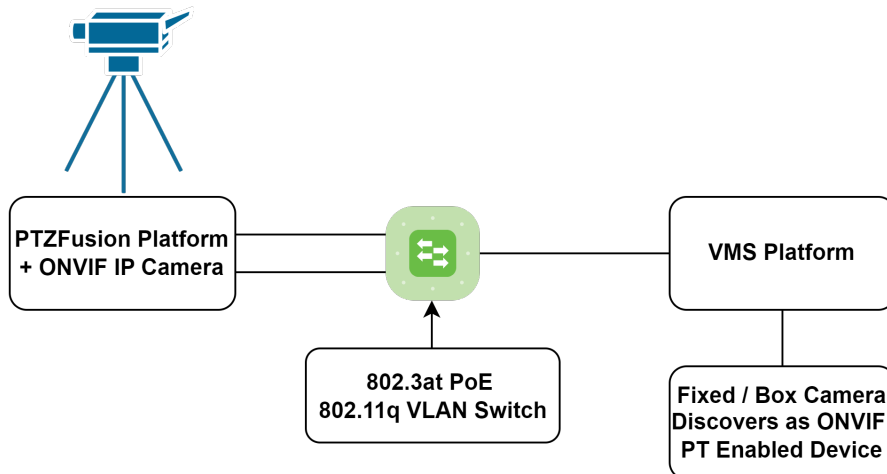 PTZFusion Platform
+ ONVIF IP Camera
VMS Platform
802.3at PoE
802.11q VLAN Switch
Fixed / Box Camera
Discovers as ONVIF
PT Enabled Device